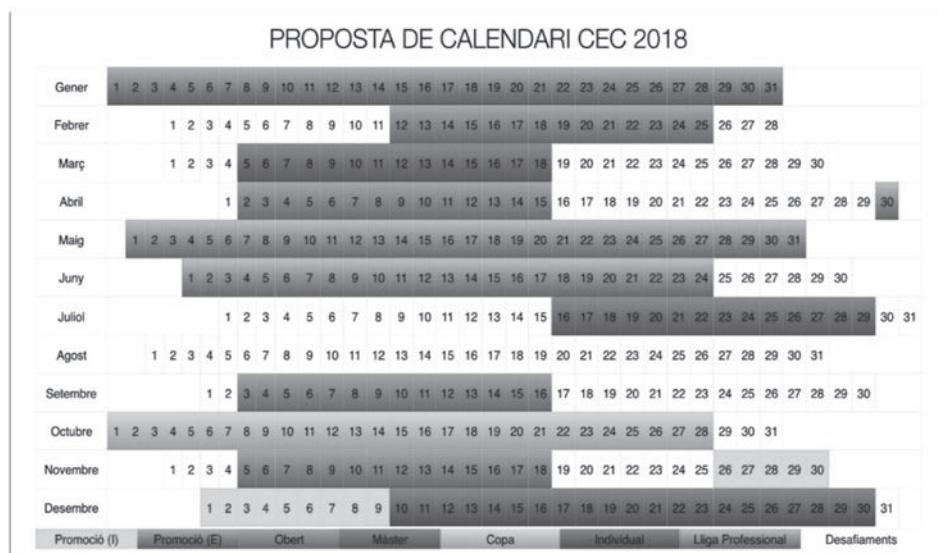 PROPOSTA DE CALENDARI CEC 2018
Gener 1 2 3 4 5 6 7 8 9 10 11 12 13 14 15 16 17 18 19 20 21 22 23 24 25 26 27 28 29 30 31
Febrer 1 2 3 4 5 6 7 8 9 10 11 12 13 14 15 16 17 18 19 20 21 22 23 24 25 26 27 28
Març 1 2 3 4 5 6 7 8 9 10 11 12 13 14 15 16 17 18 19 20 21 22 23 24 25 26 27 28 29 30
Abril 1 2 3 4 5 6 7 8 9 10 11 12 13 14 15 16 17 18 19 20 21 22 23 24 25 26 27 28 29 30
Maig 1 2 3 4 5 6 7 8 9 10 11 12 13 14 15 16 17 18 19 20 21 22 23 24 25 26 27 28 29 30 31
Juny 1 2 3 4 5 6 7 8 9 10 11 12 13 14 15 16 17 18 19 20 21 22 23 24 25 26 27 28 29 30
Juliol 1 2 3 4 5 6 7 8 9 10 11 12 13 14 15 16 17 18 19 20 21 22 23 24 25 26 27 28 29 30 31
Agost 1 2 3 4 5 6 7 8 9 10 11 12 13 14 15 16 17 18 19 20 21 22 23 24 25 26 27 28 29 30 31
Setembre 1 2 3 4 5 6 7 8 9 10 11 12 13 14 15 16 17 18 19 20 21 22 23 24 25 26 27 28 29 30
Octubre 1 2 3 4 5 6 7 8 9 10 11 12 13 14 15 16 17 18 19 20 21 22 23 24 25 26 27 28 29 30 31
Novembre 1 2 3 4 5 6 7 8 9 10 11 12 13 14 15 16 17 18 19 20 21 22 23 24 25 26 27 28 29 30
Desembre 1 2 3 4 5 6 7 8 9 10 11 12 13 14 15 16 17 18 19 20 21 22 23 24 25 26 27 28 29 30 31
Promoció (I) Promoció (E) Obert Màster Copa Individual Lliga Professional Desafiaments